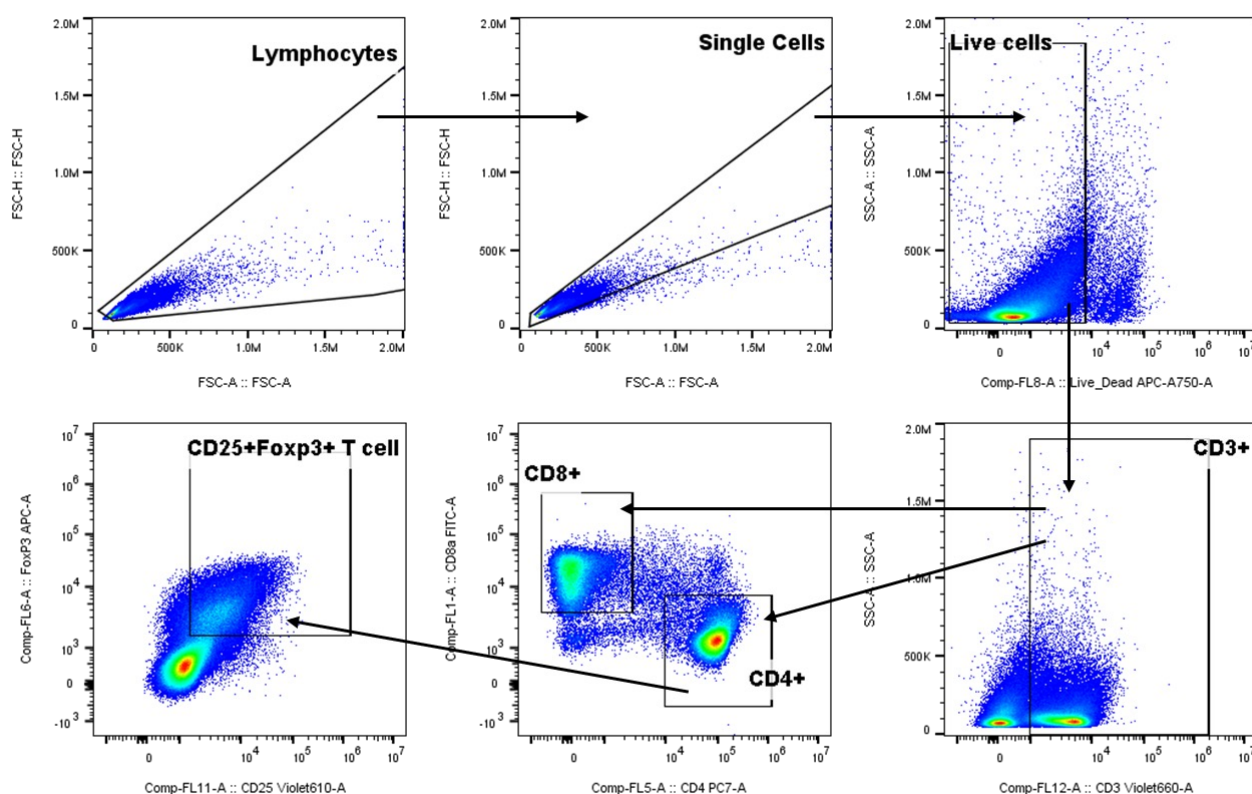 Lymphocytes
2.0M
1.5M
1.0M
500K
0
FSC-H :: FSC-H
0 500K 1.0M 1.5M 2.0M
FSC-A :: FSC-A
Single Cells
2.0M
1.5M
1.0M
500K
0
FSC-H :: FSC-H
0 500K 1.0M 1.5M 2.0M
FSC-A :: FSC-A
Live cells
2.0M
1.5M
1.0M
500K
0
SSC-A :: SSC-A
0 10^4 10^5 10^6 10^7
Comp-FL8-A :: Live_Dead APC-A750-A
CD25+Foxp3+ T cell
10^7
10^6
10^5
10^4
10^3
0
-10^3
Comp-FL6-A :: FoxP3 APC-A
0 10^4 10^5 10^6 10^7
Comp-FL11-A :: CD25 Violet610-A
CD8+
CD4+
10^7
10^6
10^5
10^4
10^3
0
-10^3
Comp-FL1-A :: CD8a FITC-A
0 10^4 10^5 10^6 10^7
Comp-FL5-A :: CD4 PC7-A
CD3+
2.0M
1.5M
1.0M
500K
0
SSC-A :: SSC-A
0 10^4 10^5 10^6 10^7
Comp-FL12-A :: CD3 Violet660-A